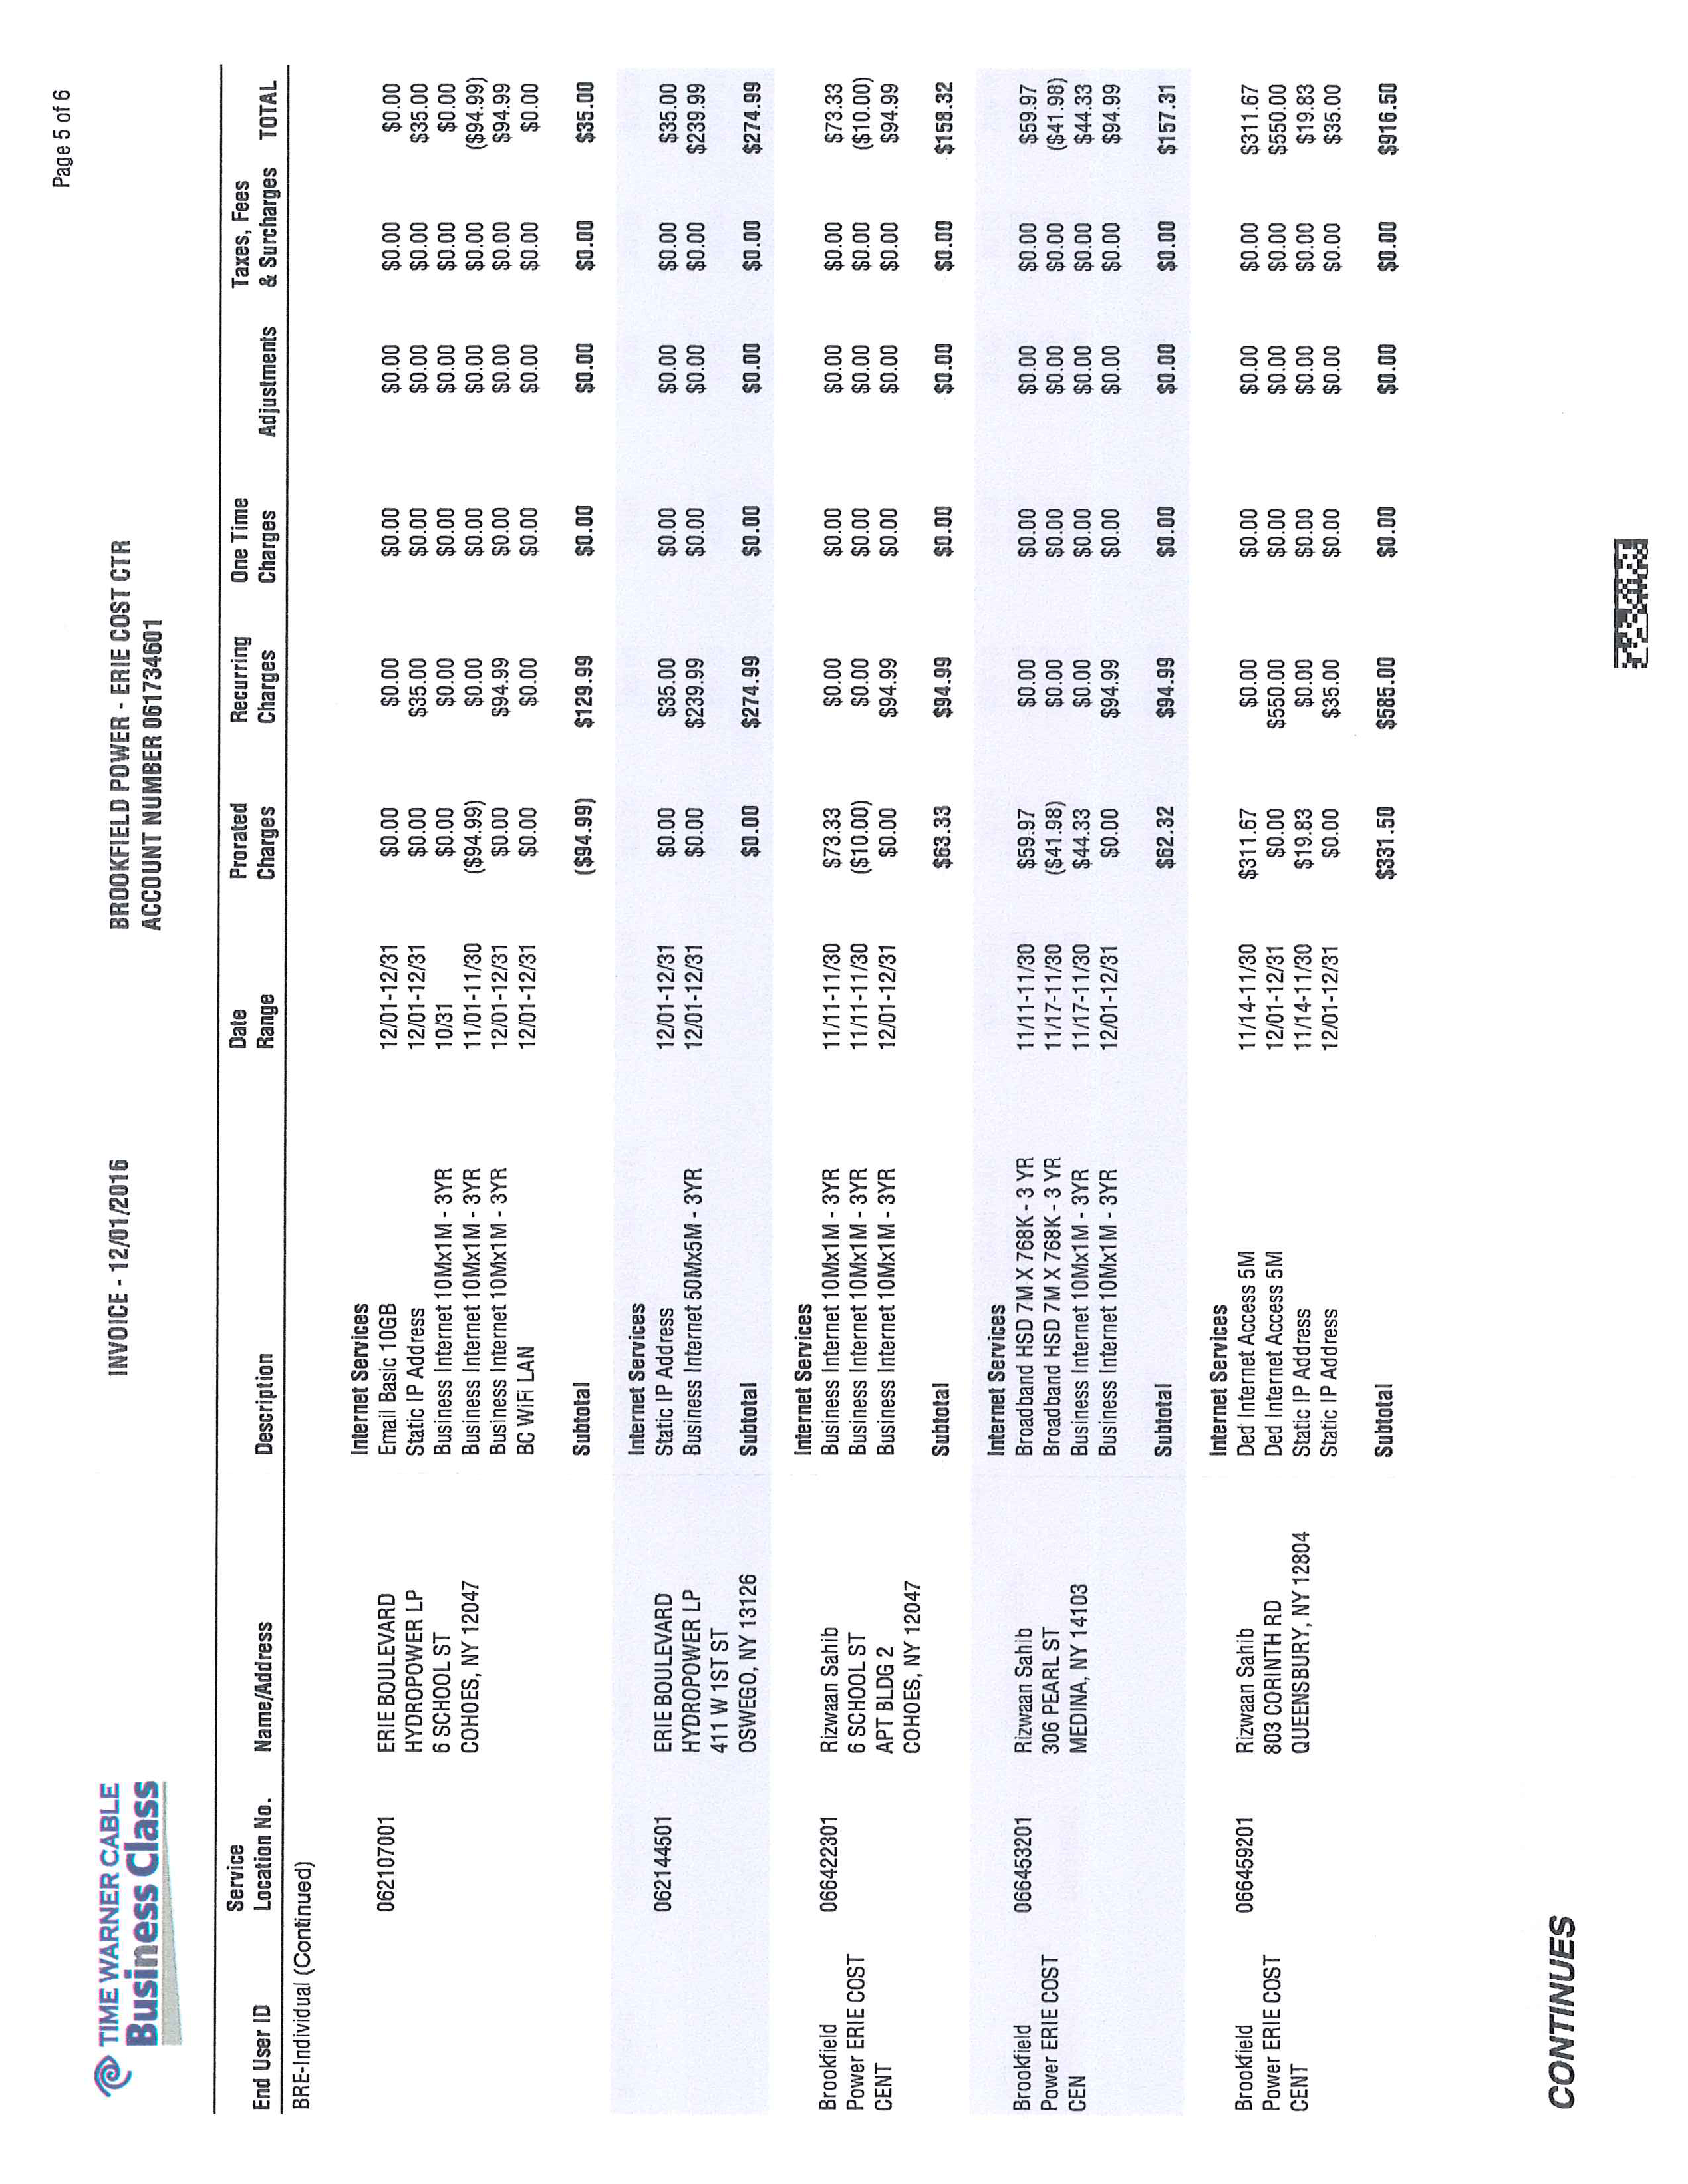 Page 5 of 6
TIME WARNER CABLE
Business Class
INVOICE - 12/01/2016
BROOKFIELD POWER - ERIE COST CTR
ACCOUNT NUMBER 061734601
End User ID Service Location No. Name/Address Description Date Range Prorated Charges Recurring Charges One Time Charges Adjustments Taxes, Fees & Surcharges TOTAL
BRE-Individual (Continued)
Internet Services
062107001 ERIE BOULEVARD Email Basic 10GB 12/01-12/31 $0.00 $0.00 $0.00 $0.00 $0.00 $0.00
HYDROPOWER LP Static IP Address 12/01-12/31 $0.00 $35.00 $0.00 $0.00 $0.00 $35.00
6 SCHOOL ST Business Internet 10Mx1M - 3YR 10/31 $0.00 $0.00 $0.00 $0.00 $0.00 $0.00
COHOES, NY 12047 Business Internet 10Mx1M - 3YR 11/01-11/30 ($94.99) $0.00 $0.00 $0.00 $0.00 ($94.99)
Business Internet 10Mx1M - 3YR 12/01-12/31 $0.00 $94.99 $0.00 $0.00 $0.00 $94.99
BC WiFi LAN 12/01-12/31 $0.00 $0.00 $0.00 $0.00 $0.00 $0.00
Subtotal ($94.99) $129.99 $0.00 $0.00 $0.00 $35.00
Internet Services
062144501 ERIE BOULEVARD Static IP Address 12/01-12/31 $0.00 $35.00 $0.00 $0.00 $0.00 $35.00
HYDROPOWER LP Business Internet 50Mx5M - 3YR 12/01-12/31 $0.00 $239.99 $0.00 $0.00 $0.00 $239.99
411 W 1ST ST
OSWEGO, NY 13126 Subtotal $0.00 $274.99 $0.00 $0.00 $0.00 $274.99
Internet Services
Brookfield 066422301 Rizwaan Sahib Business Internet 10Mx1M - 3YR 11/11-11/30 $73.33 $0.00 $0.00 $0.00 $0.00 $73.33
Power ERIE COST 6 SCHOOL ST Business Internet 10Mx1M - 3YR 11/11-11/30 ($10.00) $0.00 $0.00 $0.00 $0.00 ($10.00)
CENT APT BLDG 2 Business Internet 10Mx1M - 3YR 12/01-12/31 $0.00 $94.99 $0.00 $0.00 $0.00 $94.99
COHOES, NY 12047
Subtotal $63.33 $94.99 $0.00 $0.00 $0.00 $158.32
Internet Services
Brookfield 066453201 Rizwaan Sahib Broadband HSD 7M X 768K - 3 YR 11/11-11/30 $59.97 $0.00 $0.00 $0.00 $0.00 $59.97
Power ERIE COST 306 PEARL ST Broadband HSD 7M X 768K - 3 YR 11/17-11/30 ($41.98) $0.00 $0.00 $0.00 $0.00 ($41.98)
CEN MEDINA, NY 14103 Business Internet 10Mx1M - 3YR 11/17-11/30 $44.33 $0.00 $0.00 $0.00 $0.00 $44.33
Business Internet 10Mx1M - 3YR 12/01-12/31 $0.00 $94.99 $0.00 $0.00 $0.00 $94.99
Subtotal $62.32 $94.99 $0.00 $0.00 $0.00 $157.31
Internet Services
Brookfield 066459201 Rizwaan Sahib Ded Internet Access 5M 11/14-11/30 $311.67 $0.00 $0.00 $0.00 $0.00 $311.67
Power ERIE COST 803 CORINTH RD Ded Internet Access 5M 12/01-12/31 $0.00 $550.00 $0.00 $0.00 $0.00 $550.00
CENT QUEENSBURY, NY 12804 Static IP Address 11/14-11/30 $19.83 $0.00 $0.00 $0.00 $0.00 $19.83
Static IP Address 12/01-12/31 $0.00 $35.00 $0.00 $0.00 $0.00 $35.00
Subtotal $331.50 $585.00 $0.00 $0.00 $0.00 $916.50
CONTINUES